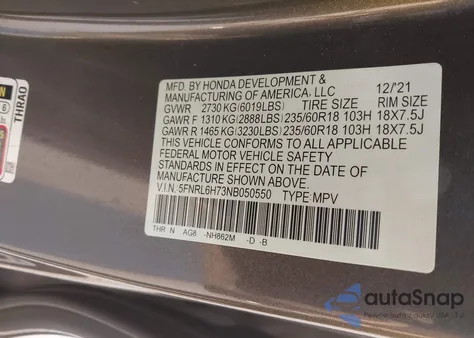 MFD. BY HONDA DEVELOPMENT &
MANUFACTURING OF AMERICA, LLC 12/'21
GVWR 2730 KG(6019LBS) TIRE SIZE RIM SIZE
GAWR F 1310 KG(2888LBS)235/60R18 103H 18X7.5J
GAWR R 1465 KG(3230LBS)235/60R18 103H 18X7.5J
THIS VEHICLE CONFORMS TO ALL APPLICABLE
FEDERAL MOTOR VEHICLE SAFETY
STANDARDS IN EFFECT ON THE DATE OF
MANUFACTURE SHOWN ABOVE.
V.I.N.:5FNRL6H73NB050550 TYPE:MPV
THR N AG8 -NH862M -D -B
THRA0
6
autoSnap